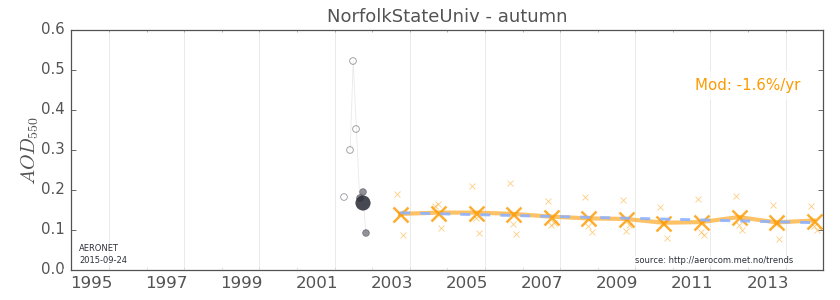 NorfolkStateUniv - autumn
0.6
0.5
0.4
0.3
0.2
0.1
0.0
AOD550
Mod: -1.6%/yr
AERONET
2015-09-24
source: http://aerocom.met.no/trends
1995 1997 1999 2001 2003 2005 2007 2009 2011 2013